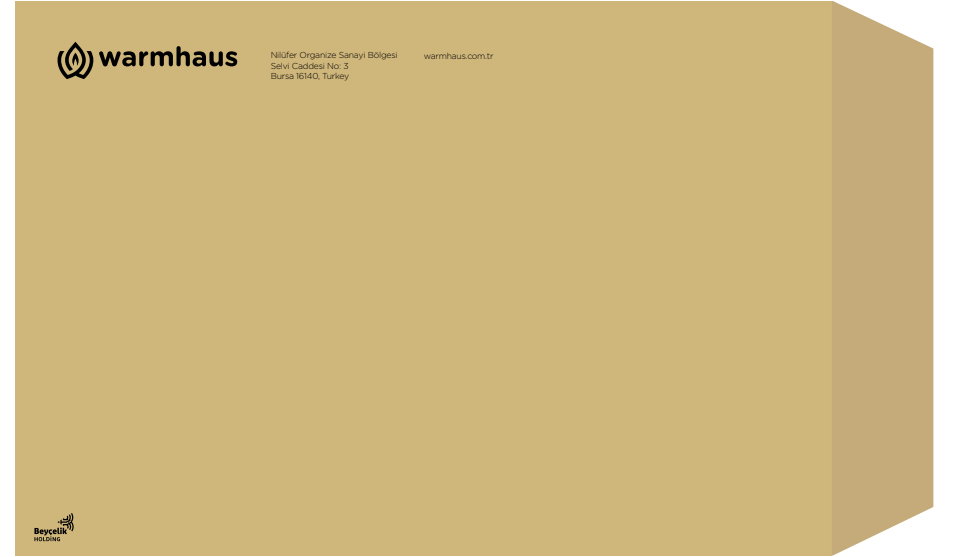 warmhaus
Nilüfer Organize Sanayi Bölgesi
Selvi Caddesi No: 3
Bursa 16140, Turkey
warmhaus.com.tr
Beyçelik
HOLDİNG